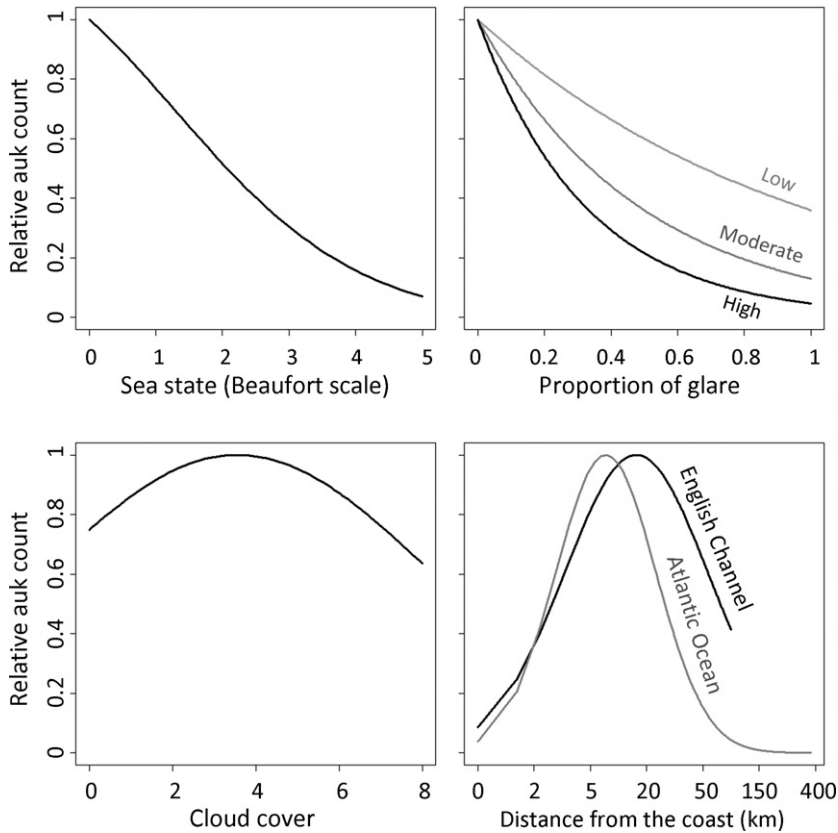 Relative auk count
1
0.8
0.6
0.4
0.2
0
0 1 2 3 4 5
Sea state (Beaufort scale)
Low
Moderate
High
0 0.2 0.4 0.6 0.8 1
Proportion of glare
Relative auk count
1
0.8
0.6
0.4
0.2
0
0 2 4 6 8
Cloud cover
English Channel
Atlantic Ocean
0 2 5 20 50 150 400
Distance from the coast (km)